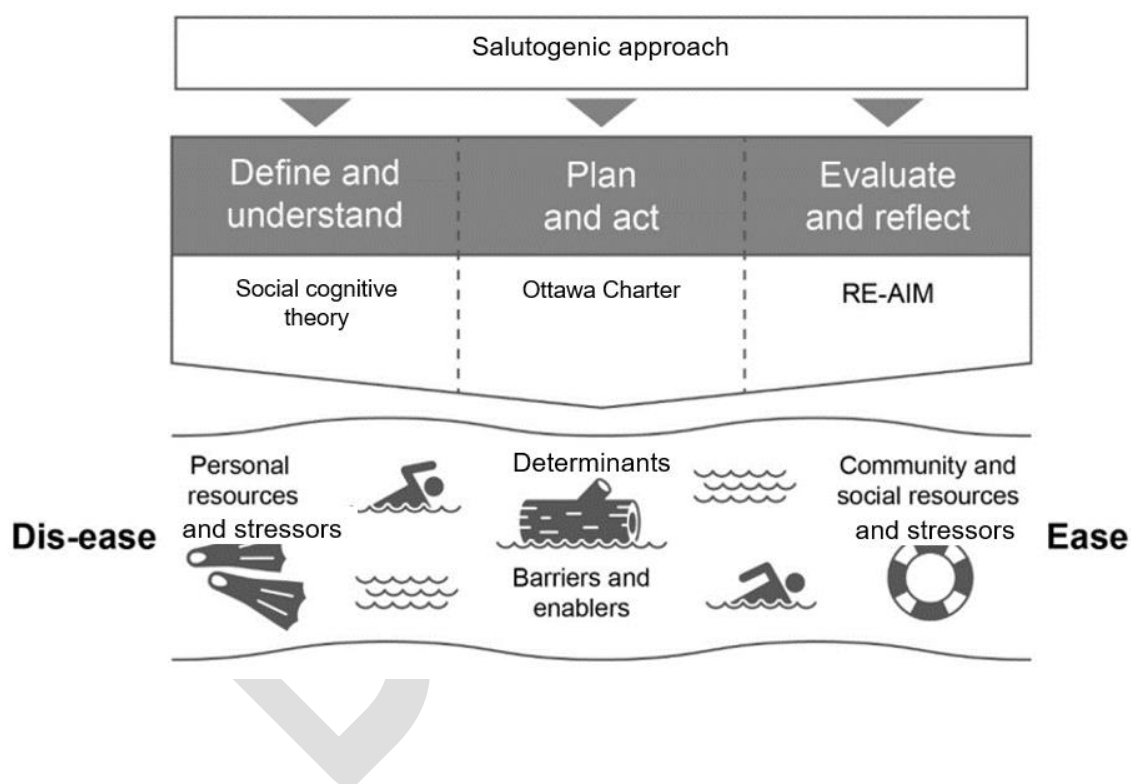 Salutogenic approach
Define and
understand
Plan
and act
Evaluate
and reflect
Social cognitive
theory
Ottawa Charter
RE-AIM
Dis-ease
Personal
resources
and stressors
Determinants
Barriers and
enablers
Community and
social resources
and stressors
Ease